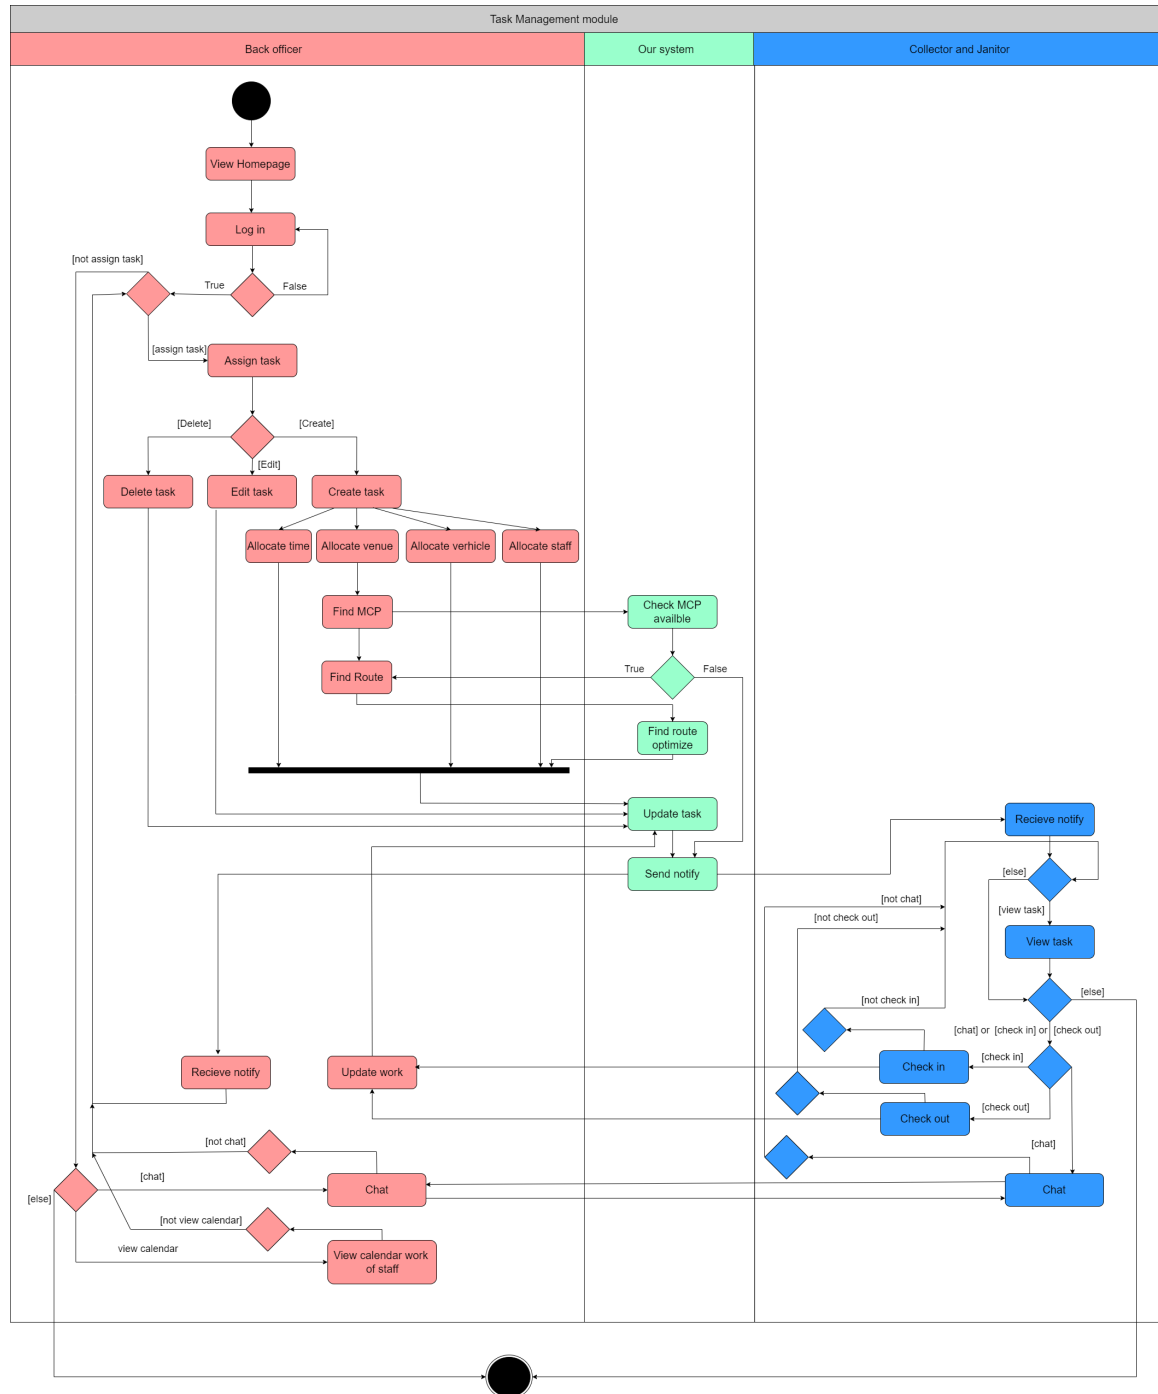 Task Management module
Back officer
Our system
Collector and Janitor
View Homepage
Log in
[not assign task]
True
False
[assign task]
Assign task
[Delete]
[Create]
[Edit]
Delete task
Edit task
Create task
Allocate time
Allocate venue
Allocate verhicle
Allocate staff
Find MCP
Check MCP
availble
True
False
Find Route
Find route
optimize
Update task
Recieve notify
Send notify
[else]
[not chat]
[view task]
[not check out]
View task
[else]
[not check in]
[chat] or
[check in] or
[check out]
Recieve notify
Update work
Check in
[check in]
Check out
[check out]
[not chat]
[chat]
[chat]
Chat
Chat
[else]
[not view calendar]
view calendar
View calendar work
of staff